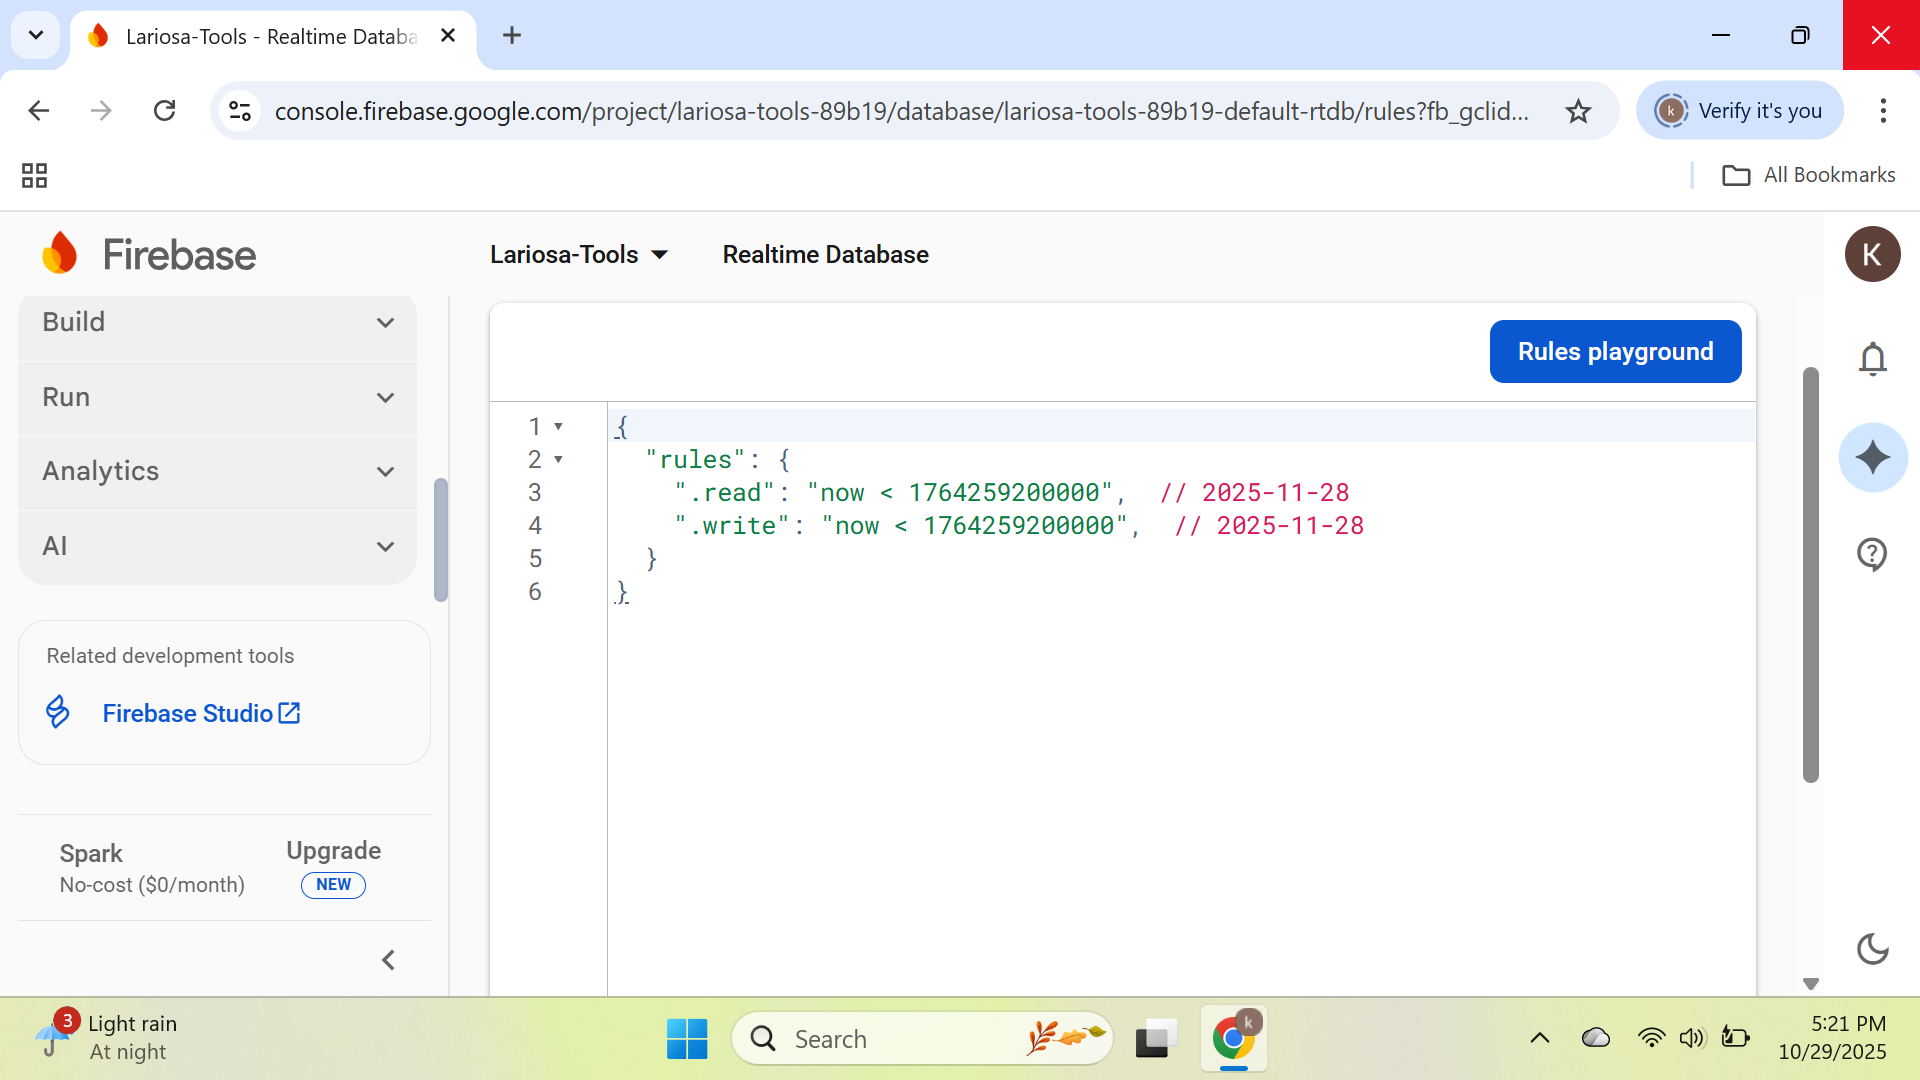 Lariosa-Tools - Realtime Databa
console.firebase.google.com/project/lariosa-tools-89b19/database/lariosa-tools-89b19-default-rtdb/rules?fb_gclid...
k
Verify it's you
All Bookmarks
Firebase
Lariosa-Tools
Realtime Database
K
Build
Run
Analytics
AI
Related development tools
Firebase Studio
Spark
No-cost ($0/month)
Upgrade
NEW
Rules playground
1 {
2 "rules": {
3 ".read": "now < 1764259200000", // 2025-11-28
4 ".write": "now < 1764259200000", // 2025-11-28
5 }
6 }
3
Light rain
At night
Search
k
5:21 PM
10/29/2025